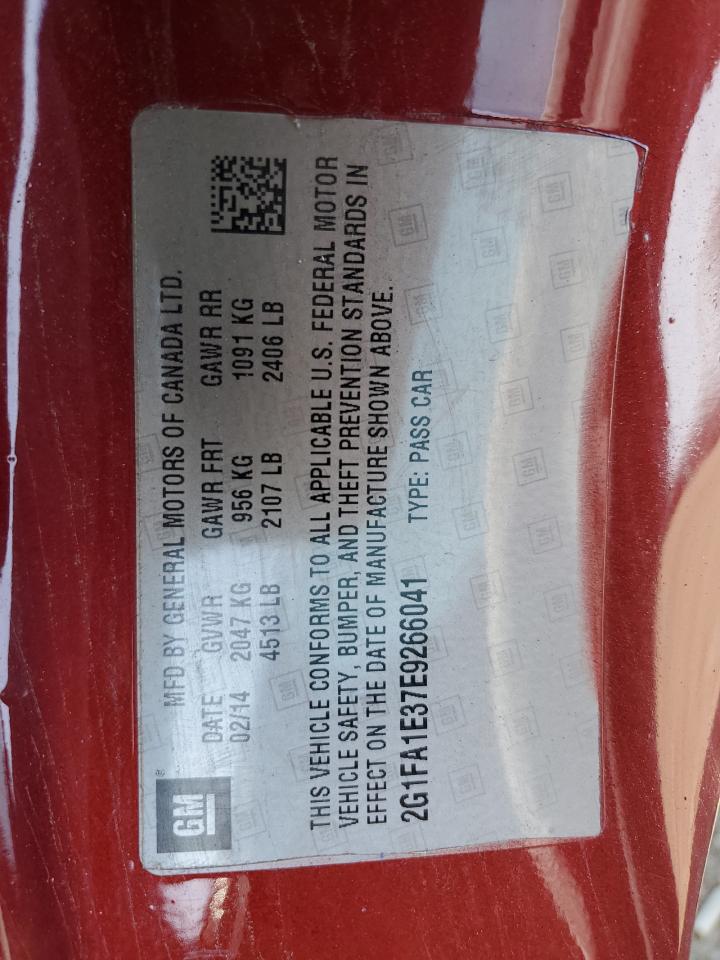 GM
MFD BY GENERAL MOTORS OF CANADA LTD.
DATE GVWR GAWR FRT GAWR RR
02/14 2047 KG 956 KG 1091 KG
4513 LB 2107 LB 2406 LB
THIS VEHICLE CONFORMS TO ALL APPLICABLE U.S. FEDERAL MOTOR
VEHICLE SAFETY, BUMPER, AND THEFT PREVENTION STANDARDS IN
EFFECT ON THE DATE OF MANUFACTURE SHOWN ABOVE.
2G1FA1E37E9266041 TYPE: PASS CAR